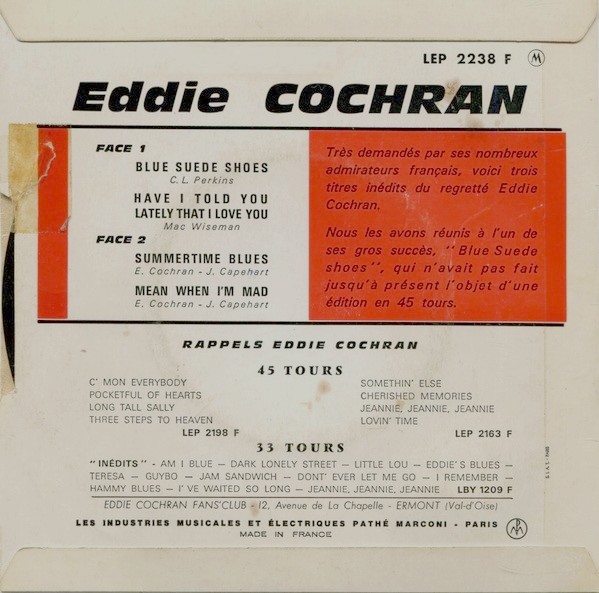 LEP 2238 F M
Eddie COCHRAN
FACE 1
BLUE SUEDE SHOES
C.L. Perkins
HAVE I TOLD YOU
LATELY THAT I LOVE YOU
Mac Wiseman
FACE 2
SUMMERTIME BLUES
E. Cochran - J. Capehart
MEAN WHEN I'M MAD
E. Cochran - J. Capehart
Très demandés par ses nombreux
admirateurs français, voici trois
titres inédits du regretté Eddie
Cochran.
Nous les avons réunis à l'un de
ses gros succès, "Blue Suede
shoes", qui n'avait pas fait
jusqu'à présent l'objet d'une
édition en 45 tours.
RAPPELS EDDIE COCHRAN
45 TOURS
C' MON EVERYBODY
POCKETFUL OF HEARTS
LONG TALL SALLY
THREE STEPS TO HEAVEN
LEP 2198 F
SOMETHIN' ELSE
CHERISHED MEMORIES
JEANNIE, JEANNIE, JEANNIE
LOVIN' TIME
LEP 2163 F
33 TOURS
"INÉDITS" - AM I BLUE — DARK LONELY STREET — LITTLE LOU — EDDIE'S BLUES —
TERESA — GUYBO — JAM SANDWICH — DONT' EVER LET ME GO — I REMEMBER —
HAMMY BLUES — I'VE WAITED SO LONG — JEANNIE, JEANNIE, JEANNIE LBY 1209 F
EDDIE COCHRAN FANS'CLUB - 12, Avenue de La Chapelle - ERMONT (Val-d'Oise)
LES INDUSTRIES MUSICALES ET ÉLECTRIQUES PATHÉ MARCONI - PARIS
MADE IN FRANCE